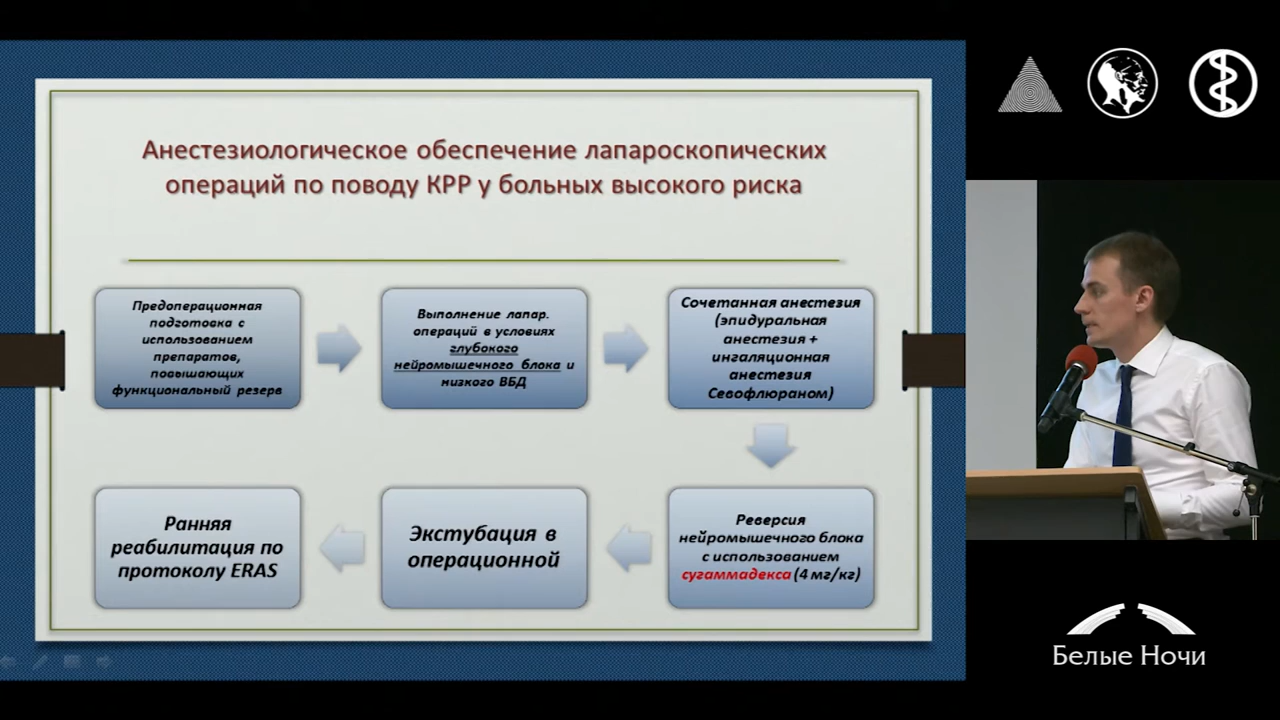 Анестезиологическое обеспечение лапароскопических
операций по поводу КРР у больных высокого риска
Предоперационная
подготовка с
использованием
препаратов,
повышающих
функциональный резерв
Выполнение лапар.
операций в условиях
глубокого
нейромышечного блока и
низкого ВБД
Сочетанная анестезия
(эпидуральная
анестезия +
ингаляционная
анестезия
Севофлюраном)
Реверсия
нейромышечного блока
с использованием
сугаммадекса (4 мг/кг)
Экстубация в
операционной
Ранняя
реабилитация по
протоколу ERAS
Белые Ночи